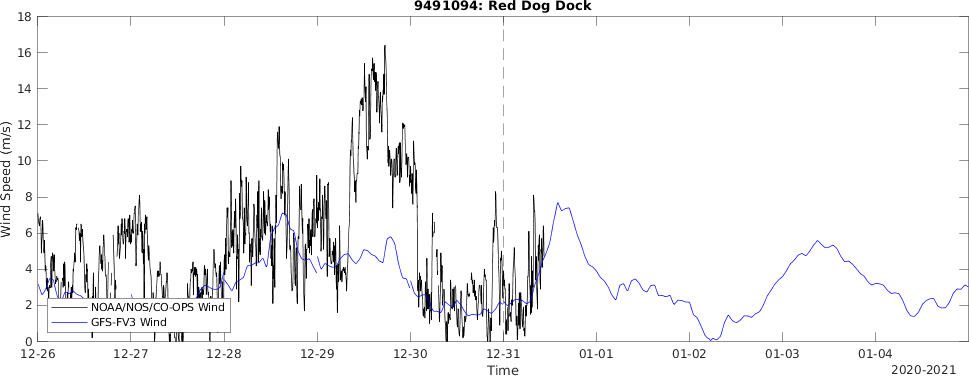 9491094: Red Dog Dock
18
16
14
12
10
8
6
4
2
0
Wind Speed (m/s)
NOAA/NOS/CO-OPS Wind
GFS-FV3 Wind
12-26 12-27 12-28 12-29 12-30 12-31 01-01 01-02 01-03 01-04
Time
2020-2021